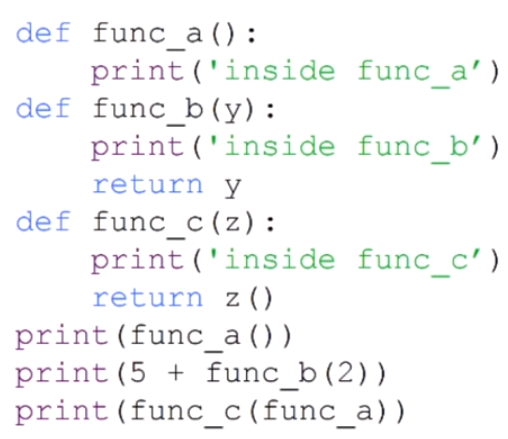 def func_a():
    print('inside func_a')
def func_b(y):
    print('inside func_b')
    return y
def func_c(z):
    print('inside func_c')
    return z()
print(func_a())
print(5 + func_b(2))
print(func_c(func_a))